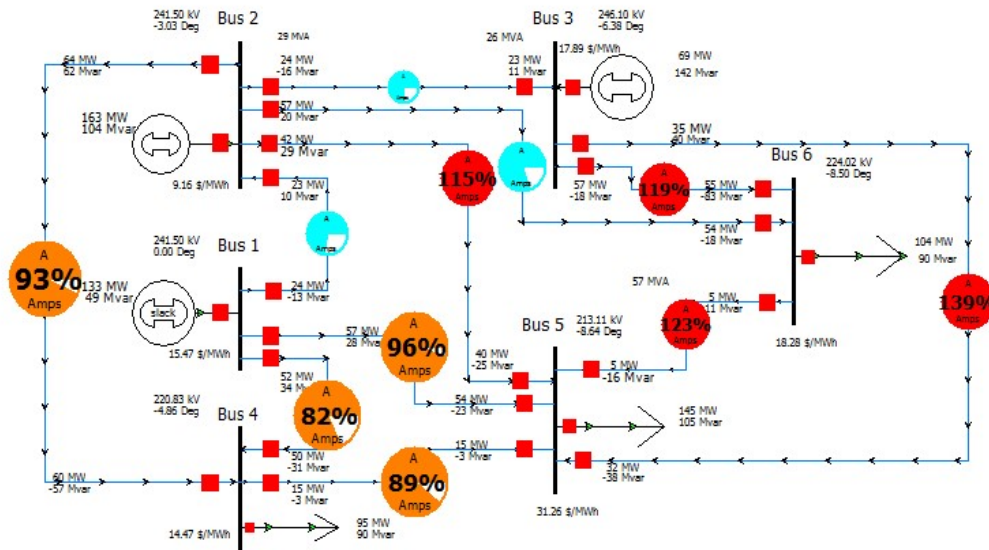 241.50 kV
-3.03 Deg
Bus 2
29 MVA
64 MW
62 Mvar
24 MW
-16 Mvar
A
Amps
57 MW
20 Mvar
163 MW
104 Mvar
42 MW
29 Mvar
9.16 $/MWh
23 MW
10 Mvar
A
115%
Amps
A
Amps
A
Amps
Bus 3
246.10 kV
-6.38 Deg
26 MVA
17.89 $/MWh
23 MW
11 Mvar
69 MW
142 Mvar
35 MW
40 Mvar
57 MW
-18 Mvar
A
119%
Amps
55 MW
-83 Mvar
Bus 6
224.02 kV
-8.50 Deg
54 MW
-18 Mvar
104 MW
90 Mvar
57 MVA
5 MW
11 Mvar
18.28 $/MWh
A
139%
Amps
A
93%
Amps
241.50 kV
0.00 Deg
Bus 1
133 MW
49 Mvar
slack
24 MW
-13 Mvar
57 MW
28 Mvar
A
96%
Amps
15.47 $/MWh
52 MW
34 Mvar
A
82%
Amps
Bus 5
213.11 kV
-8.64 Deg
A
123%
Amps
40 MW
-25 Mvar
5 MW
-16 Mvar
54 MW
-23 Mvar
145 MW
105 Mvar
15 MW
-3 Mvar
32 MW
-38 Mvar
31.26 $/MWh
220.83 kV
-4.86 Deg
Bus 4
50 MW
-31 Mvar
60 MW
-57 Mvar
15 MW
-3 Mvar
A
89%
Amps
14.47 $/MWh
95 MW
90 Mvar